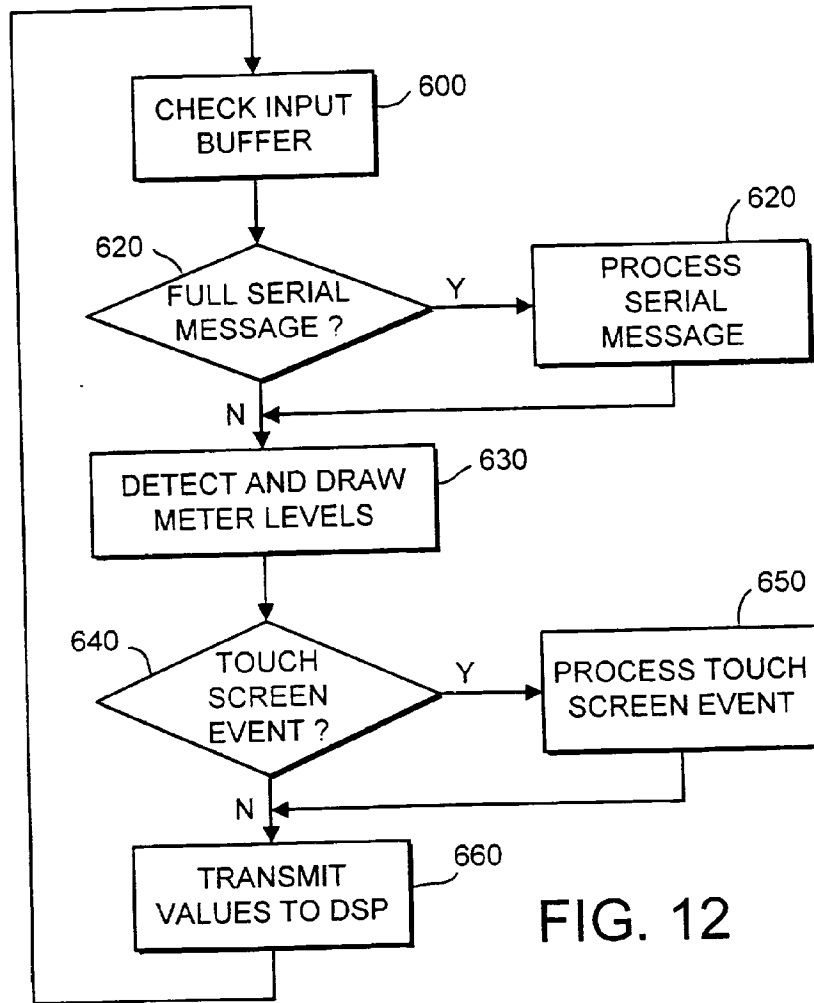 CHECK INPUT
BUFFER
600
620
FULL SERIAL
MESSAGE ?
Y
620
PROCESS
SERIAL
MESSAGE
N
DETECT AND DRAW
METER LEVELS
630
640
TOUCH
SCREEN
EVENT ?
Y
650
PROCESS TOUCH
SCREEN EVENT
N
TRANSMIT
VALUES TO DSP
660
FIG. 12